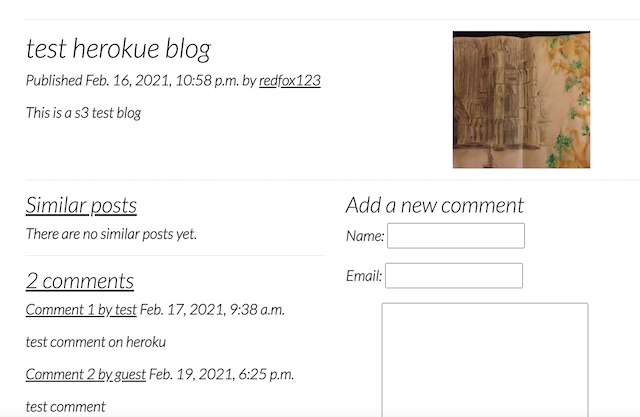 test herokue blog
Published Feb. 16, 2021, 10:58 p.m. by redfox123
This is a s3 test blog
Similar posts
There are no similar posts yet.
2 comments
Comment 1 by test Feb. 17, 2021, 9:38 a.m.
test comment on heroku
Comment 2 by guest Feb. 19, 2021, 6:25 p.m.
test comment
Add a new comment
Name:
Email: